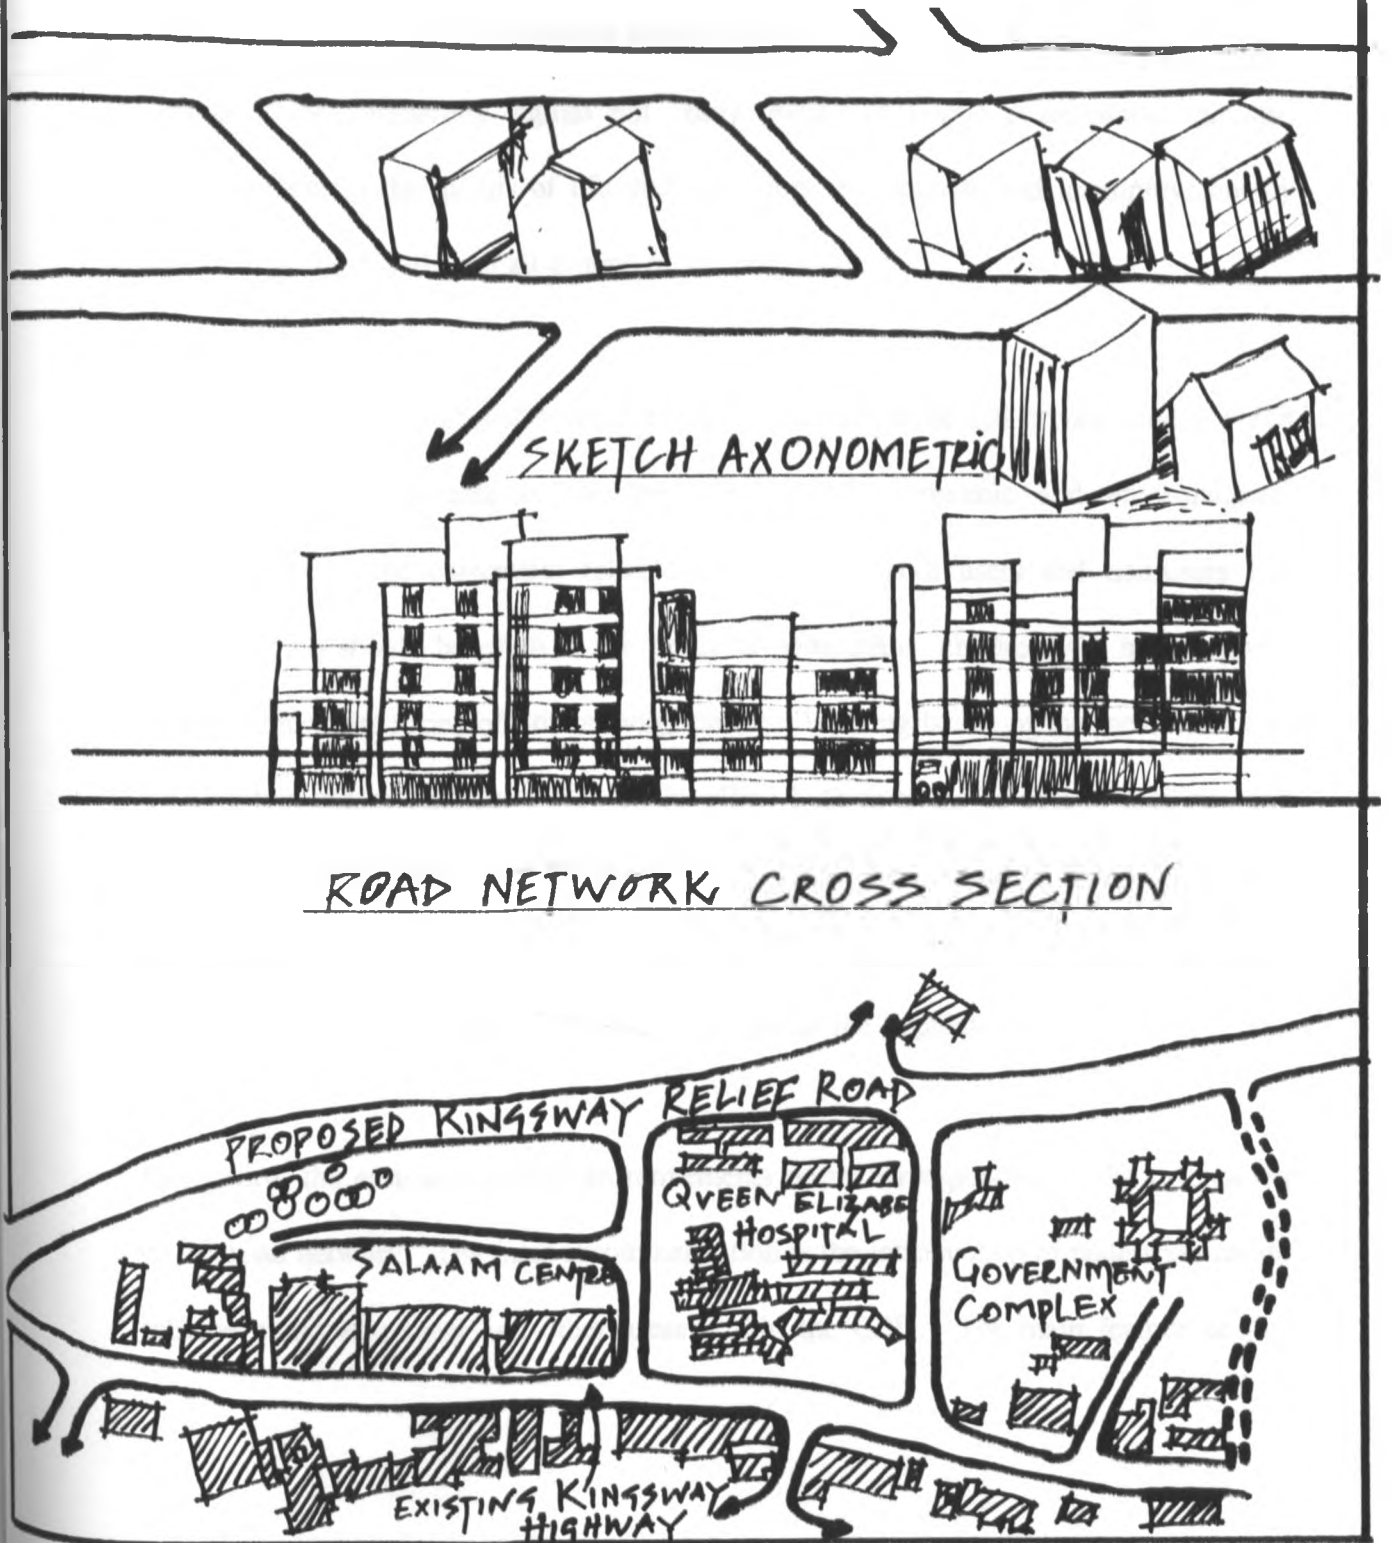 SKETCH AXONOMETRIC
ROAD NETWORK CROSS SECTION
PROPOSED KINGSWAY RELIEF ROAD
QUEEN ELIZABE
HOSPITAL
SALAAM CENTRE
GOVERNMENT
COMPLEX
EXISTING KINGSWAY
HIGHWAY